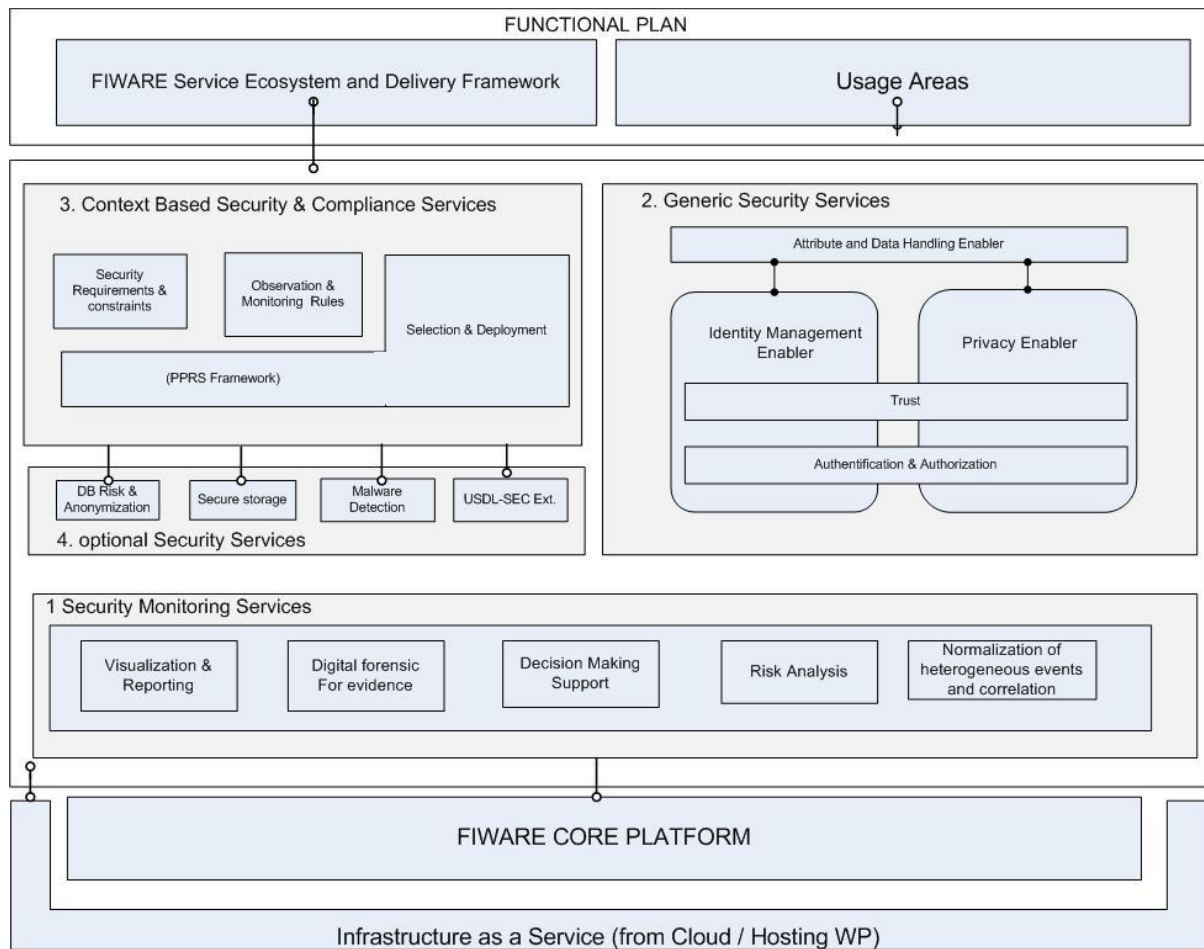 FUNCTIONAL PLAN
FIWARE Service Ecosystem and Delivery Framework
Usage Areas
3. Context Based Security & Compliance Services
Security
Requirements &
constraints
Observation &
Monitoring Rules
Selection & Deployment
(PPRS Framework)
2. Generic Security Services
Attribute and Data Handling Enabler
Identity Management
Enabler
Privacy Enabler
Trust
Authentification & Authorization
DB Risk &
Anonymization
Secure storage
Malware
Detection
USDL-SEC Ext.
4. optional Security Services
1 Security Monitoring Services
Visualization &
Reporting
Digital forensic
For evidence
Decision Making
Support
Risk Analysis
Normalization of
heterogeneous events
and correlation
FIWARE CORE PLATFORM
Infrastructure as a Service (from Cloud / Hosting WP)